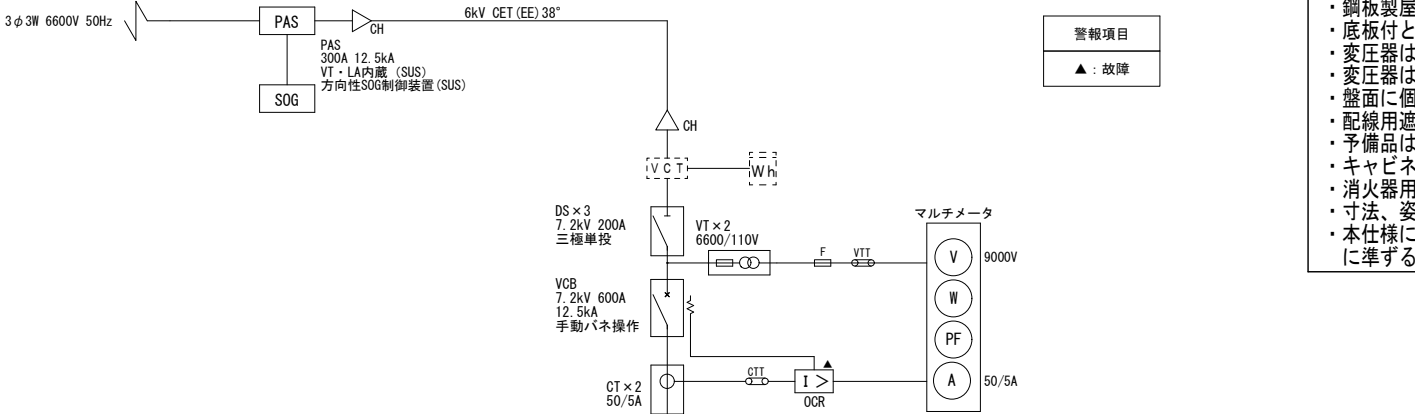 3φ3W 6600V 50Hz
PAS
CH
6kV CET(EE)38°
PAS
300A 12.5kA
VT・LA内蔵 (SUS)
方向性SOG制御装置(SUS)
SOG
警報項目
▲：故障
・鋼板製屋
・底板付と
・変圧器は
・変圧器は
・盤面に個
・配線用遮
・予備品は
・キャビネ
・消火器用
・寸法、姿
・本仕様に
に準ずる
CH
VCT
Wh
DS×3
7.2kV 200A
三極単投
VT×2
6600/110V
F
VTT
マルチメータ
V
9000V
W
PF
A
50/5A
VCB
7.2kV 600A
12.5kA
手動バネ操作
CT×2
50/5A
CTT
I >
▲
OCR